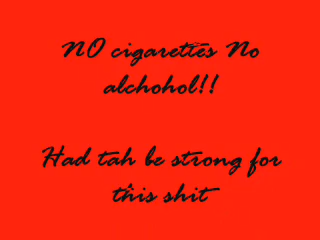 NO cigarettes No
alchohol!!
Had tah be strong for
this shit